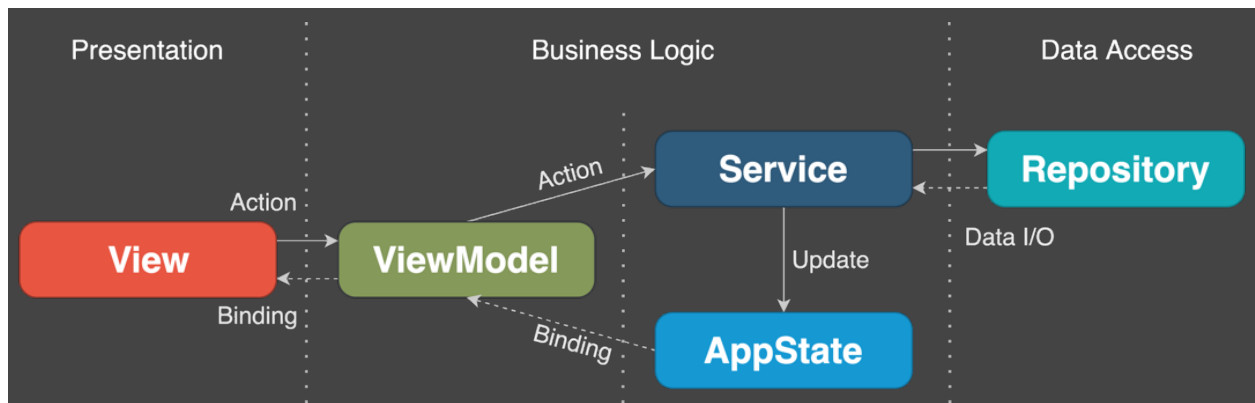 Presentation
Business Logic
Data Access
Action
Service
Repository
Action
Data I/O
View
ViewModel
Update
Binding
Binding
AppState